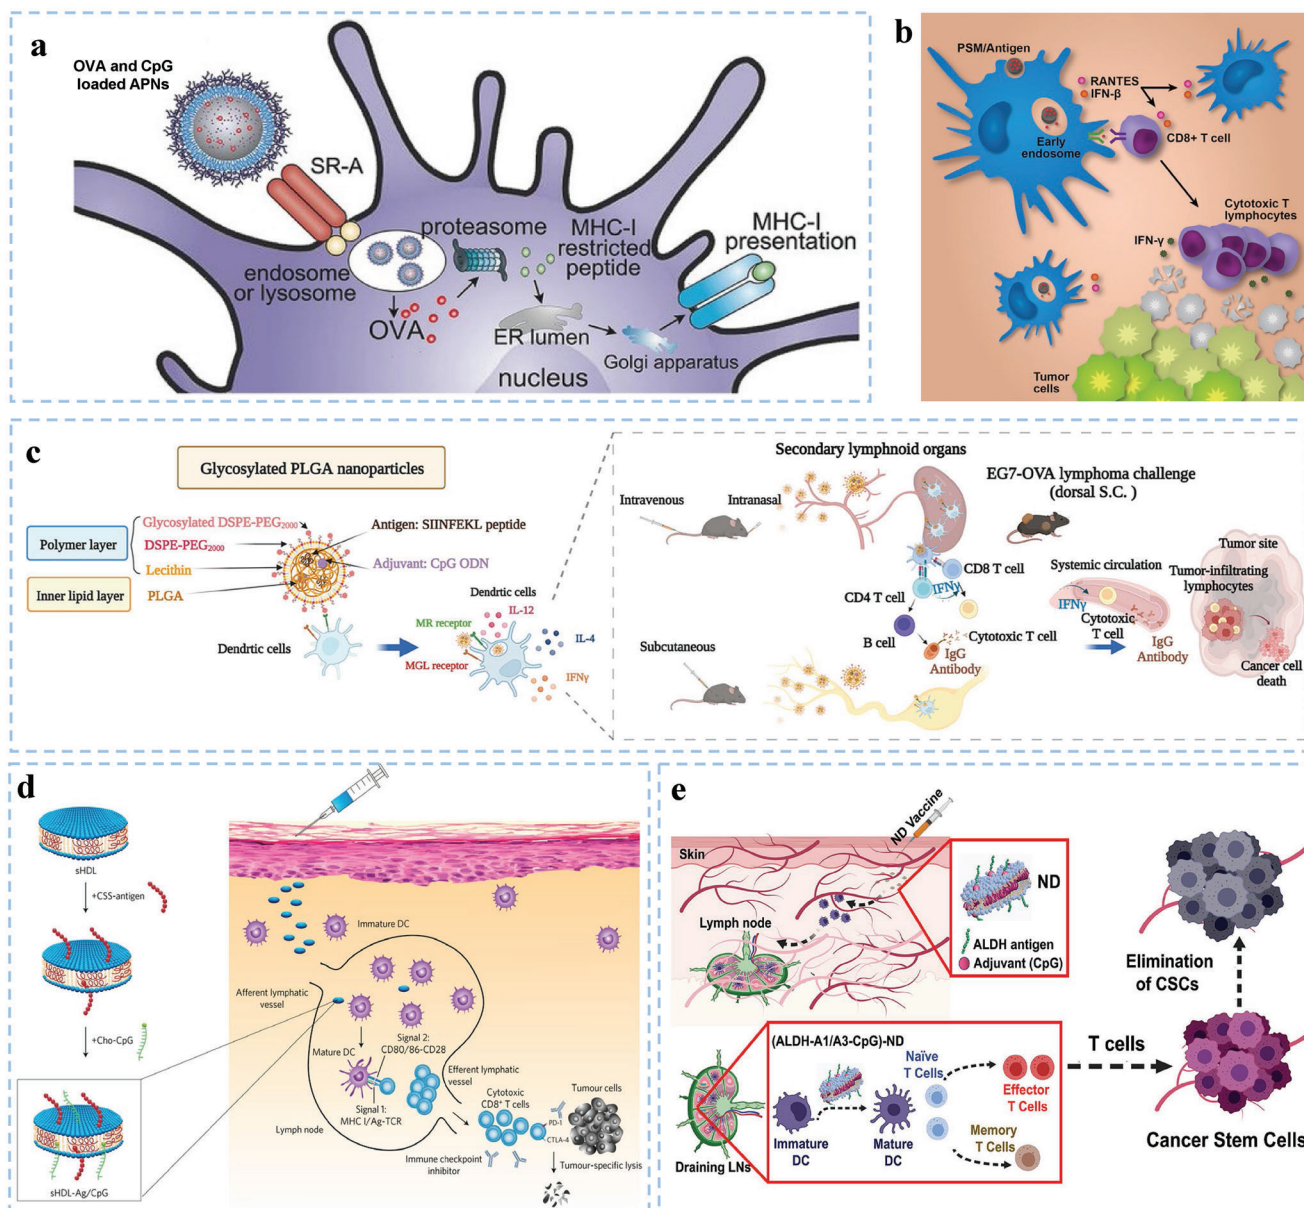 a
OVA and CpG
loaded APNs
SR-A
endosome
or lysosome
proteasome
MHC-I
restricted
peptide
MHC-I
presentation
OVA
ER lumen
Golgi apparatus
nucleus
b
PSM/Antigen
RANTES
IFN-β
Early
endosome
CD8+ T cell
Cytotoxic T
lymphocytes
IFN-γ
Tumor
cells
c
Glycosylated PLGA nanoparticles
Polymer layer
Inner lipid layer
Glycosylated DSPE-PEG2000
DSPE-PEG2000
Lecithin
PLGA
Antigen: SIINFEKL peptide
Adjuvant: CpG ODN
Dendrtic cells
MR receptor
MGL receptor
Dendrtic cells
IL-12
IL-4
IFNγ
Secondary lymphnoid organs
Intravenous
Intranasal
Subcutaneous
CD8 T cell
CD4 T cell
IFNγ
B cell
Cytotoxic T cell
IgG
Antibody
EG7-OVA lymphoma challenge
(dorsal S.C. )
Systemic circulation
IFNγ
Cytotoxic
T cell
IgG
Antibody
Tumor site
Tumor-infiltrating
lymphocytes
Cancer cell
death
d
sHDL
+CSS-antigen
+Cho-CpG
sHDL-Ag/CpG
Immature DC
Afferent lymphatic
vessel
Mature DC
Signal 2:
CD80/86-CD28
Signal 1:
MHC I/Ag-TCR
Lymph node
Efferent lymphatic
vessel
Cytotoxic
CD8+ T cells
PD-1
CTLA-4
Tumour cells
Immune checkpoint
inhibitor
Tumour-specific lysis
e
ND Vaccine
Skin
Lymph node
ND
ALDH antigen
Adjuvant (CpG)
(ALDH-A1/A3-CpG)-ND
Draining LNs
Immature
DC
Mature
DC
Naïve
T Cells
Effector
T Cells
Memory
T Cells
T cells
Elimination
of CSCs
Cancer Stem Cells